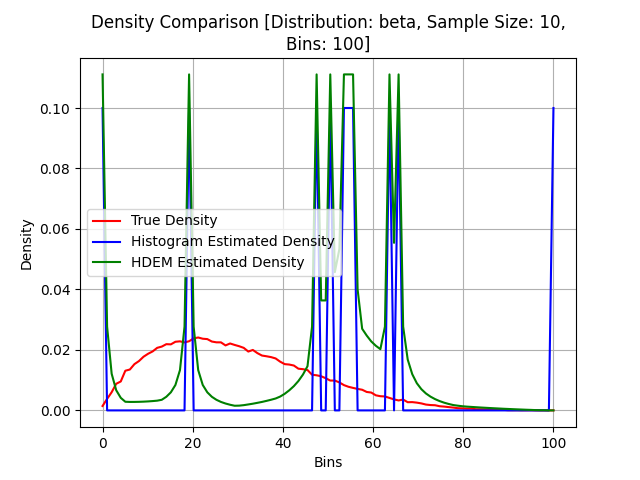 Density Comparison [Distribution: beta, Sample Size: 10,
Bins: 100]
Density
0.10
0.08
0.06
0.04
0.02
0.00
True Density
Histogram Estimated Density
HDEM Estimated Density
0 20 40 60 80 100
Bins